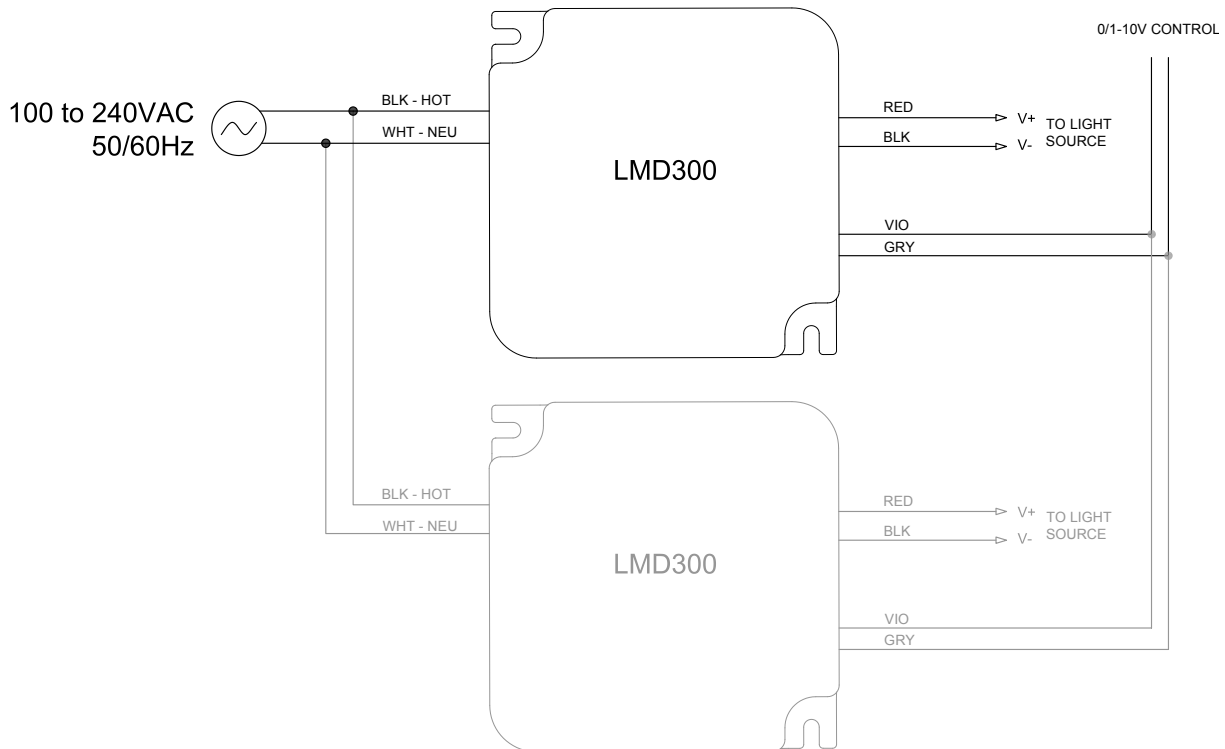 0/1-10V CONTROL
100 to 240VAC
50/60Hz
BLK - HOT
WHT - NEU
LMD300
RED
V+
BLK
V-
TO LIGHT
SOURCE
VIO
GRY
BLK - HOT
WHT - NEU
LMD300
RED
V+
BLK
V-
TO LIGHT
SOURCE
VIO
GRY